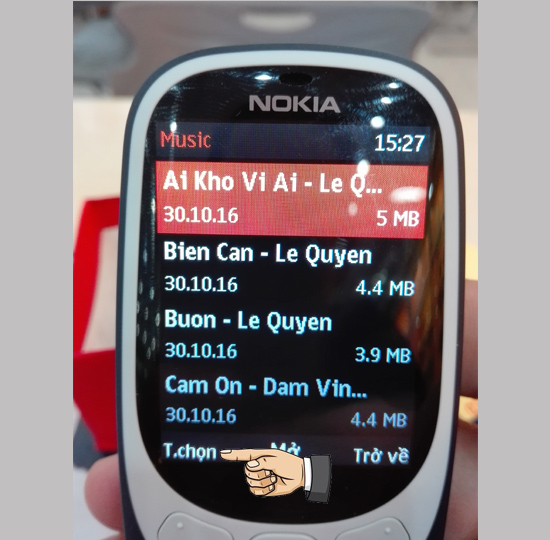 NOKIA
Music 15:27
Ai Kho Vi Ai - Le Q...
30.10.16 5 MB
Bien Can - Le Quyen
30.10.16 4.4 MB
Buon - Le Quyen
30.10.16 3.9 MB
Cam On - Dam Vin...
30.10.16 4.4 MB
T.chọn Mở Trở về